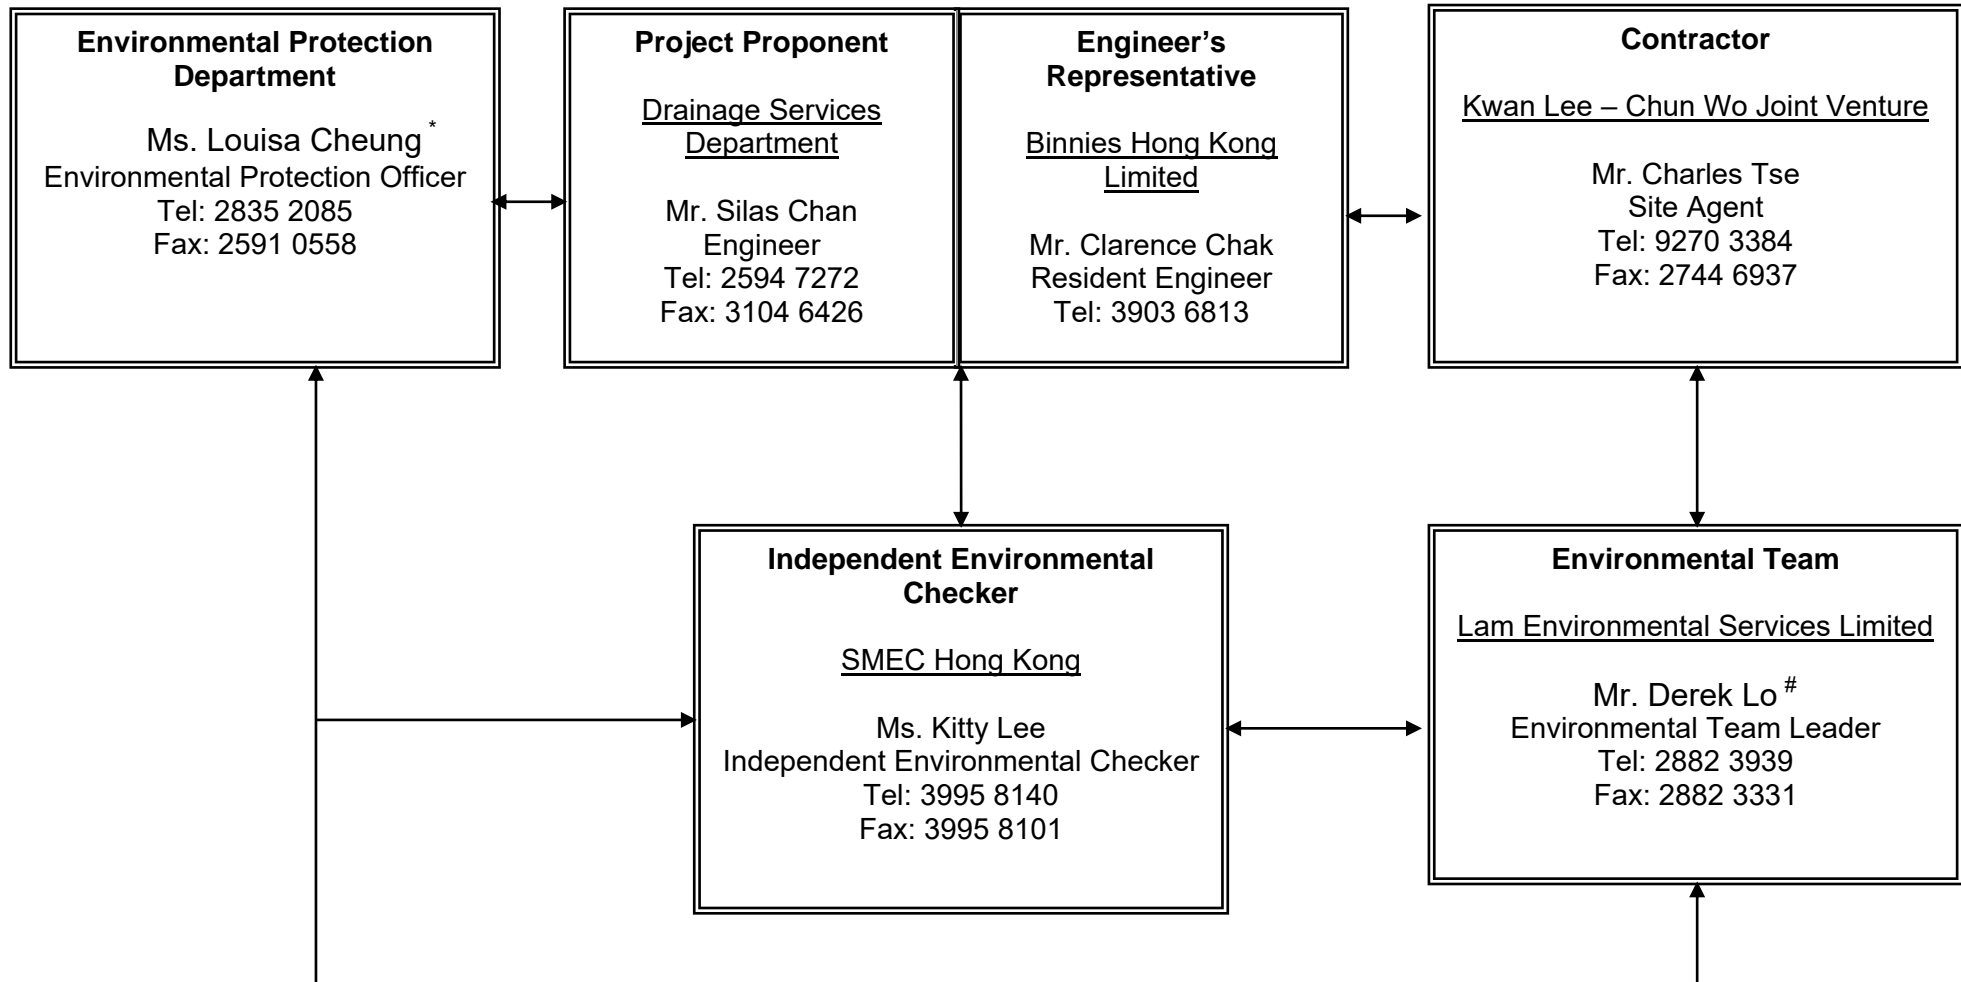 Environmental Protection
Department
Ms. Louisa Cheung *
Environmental Protection Officer
Tel: 2835 2085
Fax: 2591 0558
Project Proponent
Drainage Services
Department
Mr. Silas Chan
Engineer
Tel: 2594 7272
Fax: 3104 6426
Engineer’s
Representative
Binnies Hong Kong
Limited
Mr. Clarence Chak
Resident Engineer
Tel: 3903 6813
Contractor
Kwan Lee – Chun Wo Joint Venture
Mr. Charles Tse
Site Agent
Tel: 9270 3384
Fax: 2744 6937
Independent Environmental
Checker
SMEC Hong Kong
Ms. Kitty Lee
Independent Environmental Checker
Tel: 3995 8140
Fax: 3995 8101
Environmental Team
Lam Environmental Services Limited
Mr. Derek Lo #
Environmental Team Leader
Tel: 2882 3939
Fax: 2882 3331